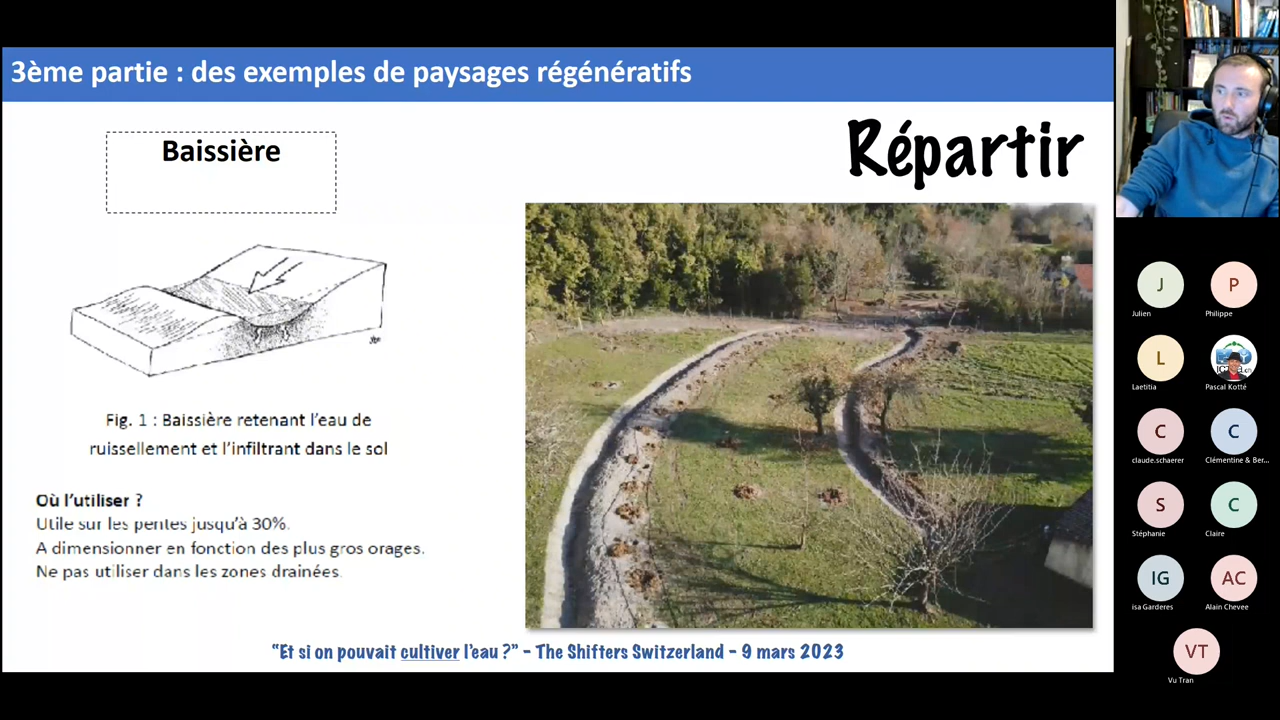 3ème partie : des exemples de paysages régénératifs
Baissière
Répartir
Fig. 1 : Baissière retenant l'eau de
ruissellement et l'infiltrant dans le sol
Où l'utiliser ?
Utile sur les pentes jusqu'à 30%.
A dimensionner en fonction des plus gros orages.
Ne pas utiliser dans les zones drainées.
"Et si on pouvait cultiver l'eau ?" – The Shifters Switzerland – 9 mars 2023
J
Julien
P
Philippe
L
Laetitia
Pascal Kotté
C
claude.schaerer
C
Clémentine & Ber...
S
Stéphanie
C
Claire
IG
isa Garderes
AC
Alain Chevee
VT
Vu Tran